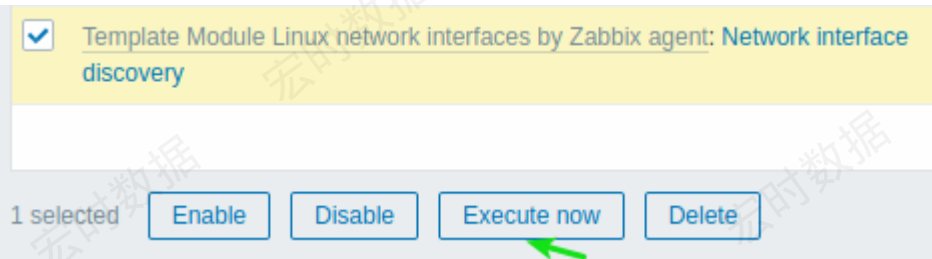 Template Module Linux network interfaces by Zabbix agent: Network interface
discovery
1 selected Enable Disable Execute now Delete
宏时数据
宏时数据
宏时数据
宏时数据